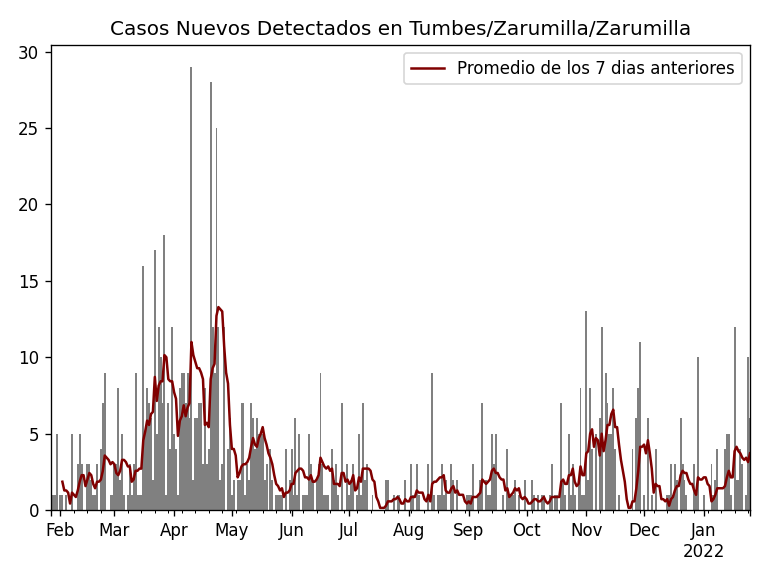 Casos Nuevos Detectados en Tumbes/Zarumilla/Zarumilla
Promedio de los 7 dias anteriores
30
25
20
15
10
5
0
Feb Mar Apr May Jun Jul Aug Sep Oct Nov Dec Jan
2022